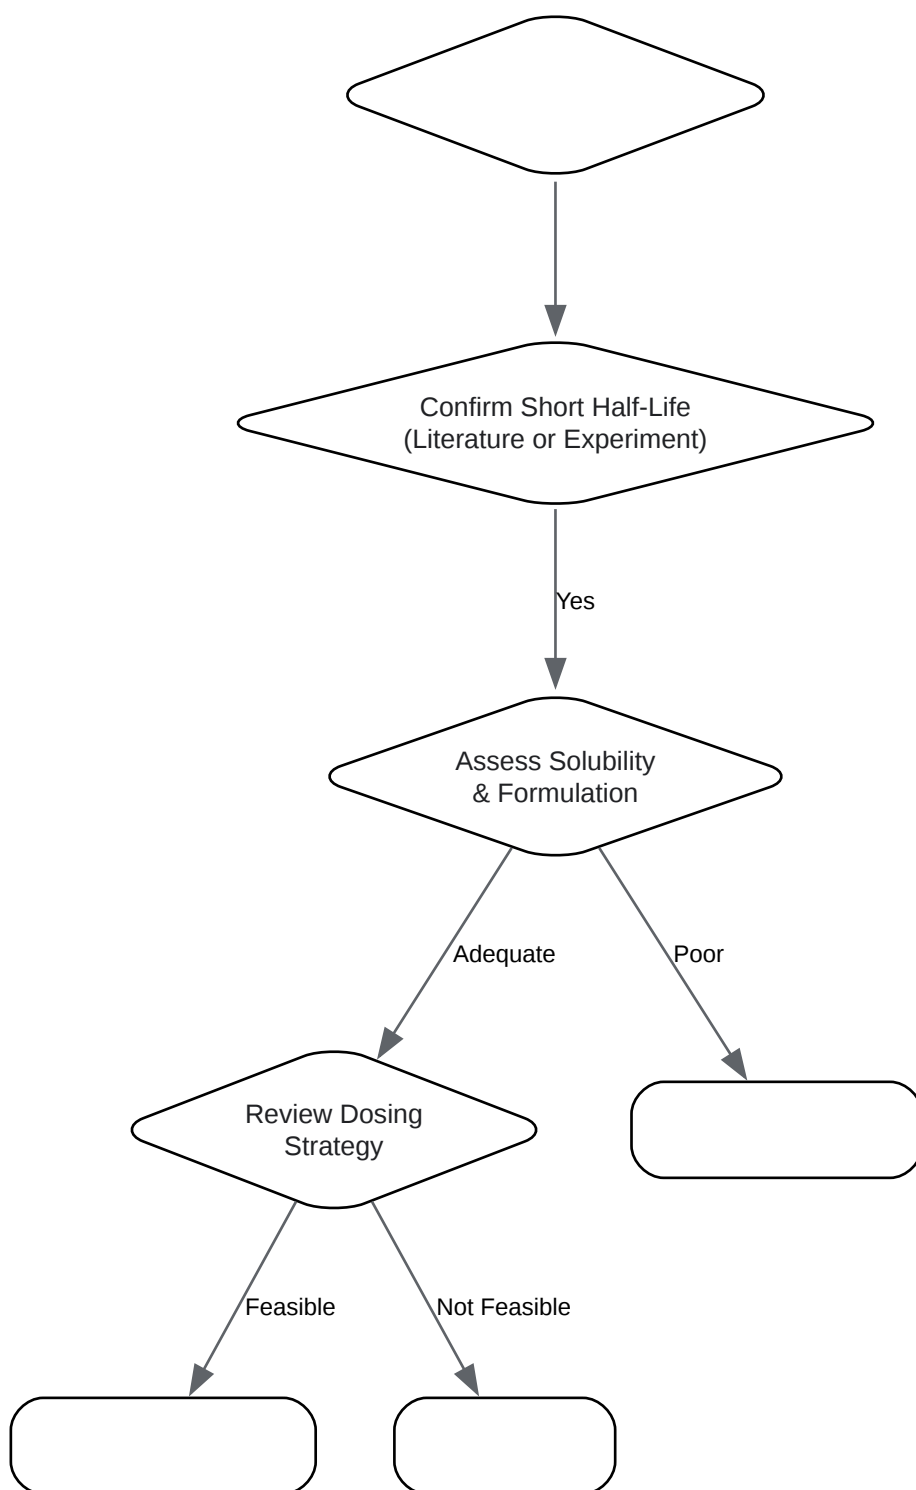 Confirm Short Half-Life
(Literature or Experiment)
Yes
Assess Solubility
& Formulation
Adequate
Poor
Review Dosing
Strategy
Feasible
Not Feasible